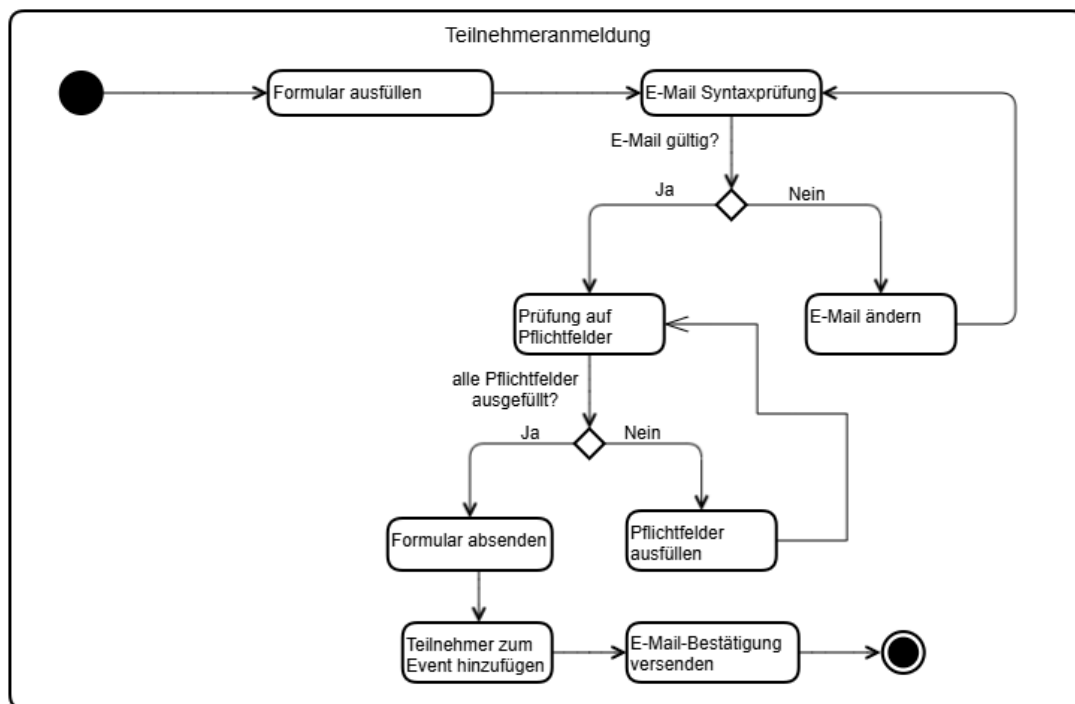 Teilnehmeranmeldung
Formular ausfüllen
E-Mail Syntaxprüfung
E-Mail gültig?
Ja
Nein
Prüfung auf
Pflichtfelder
E-Mail ändern
alle Pflichtfelder
ausgefüllt?
Ja
Nein
Formular absenden
Pflichtfelder
ausfüllen
Teilnehmer zum
Event hinzufügen
E-Mail-Bestätigung
versenden